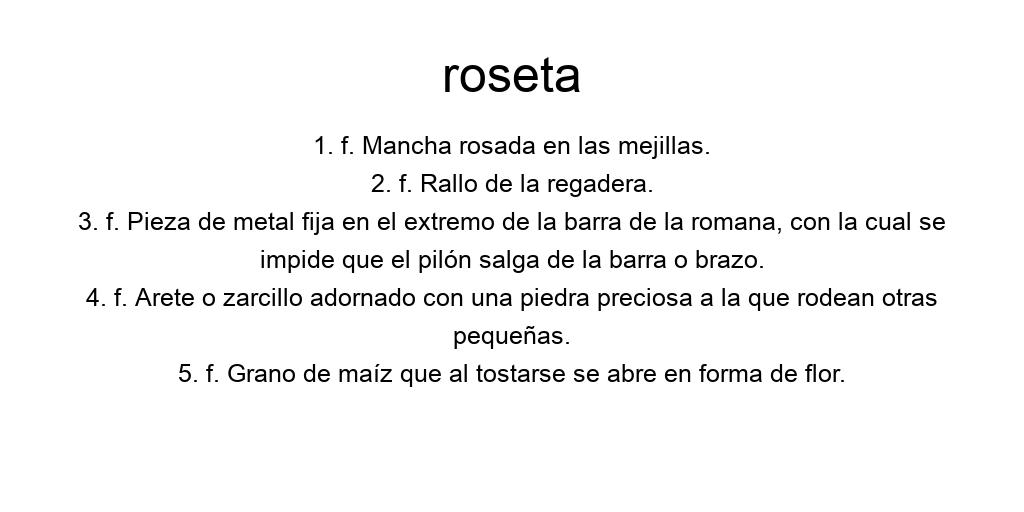 roseta
1. f. Mancha rosada en las mejillas.
2. f. Rallo de la regadera.
3. f. Pieza de metal fija en el extremo de la barra de la romana, con la cual se
impide que el pilón salga de la barra o brazo.
4. f. Arete o zarcillo adornado con una piedra preciosa a la que rodean otras
pequeñas.
5. f. Grano de maíz que al tostarse se abre en forma de flor.